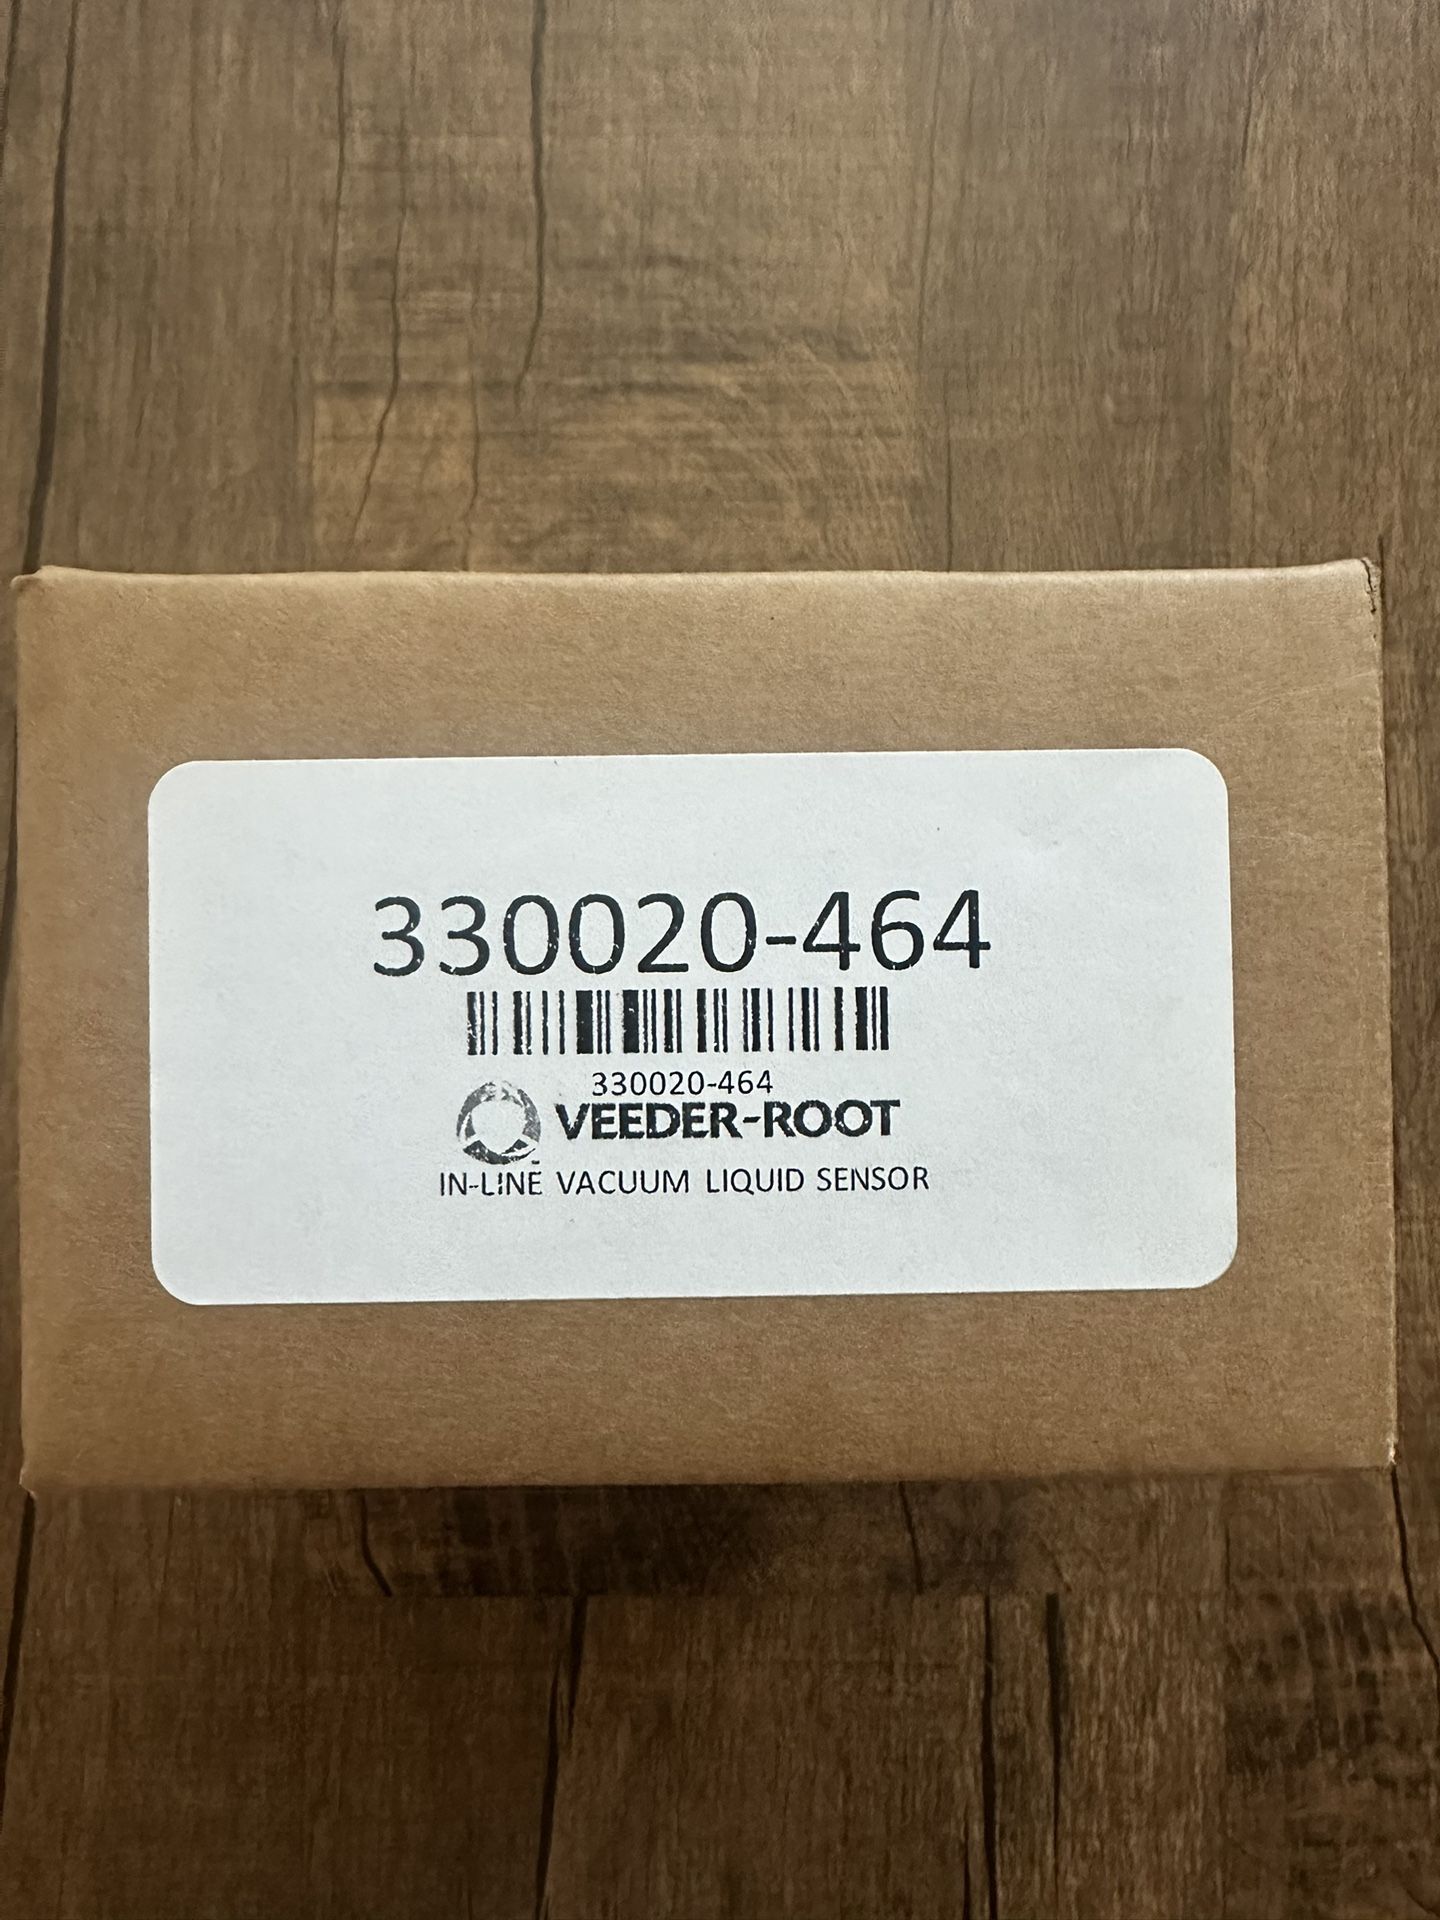 330020-464
330020-464
VEEDER-ROOT
IN-LINE VACUUM LIQUID SENSOR